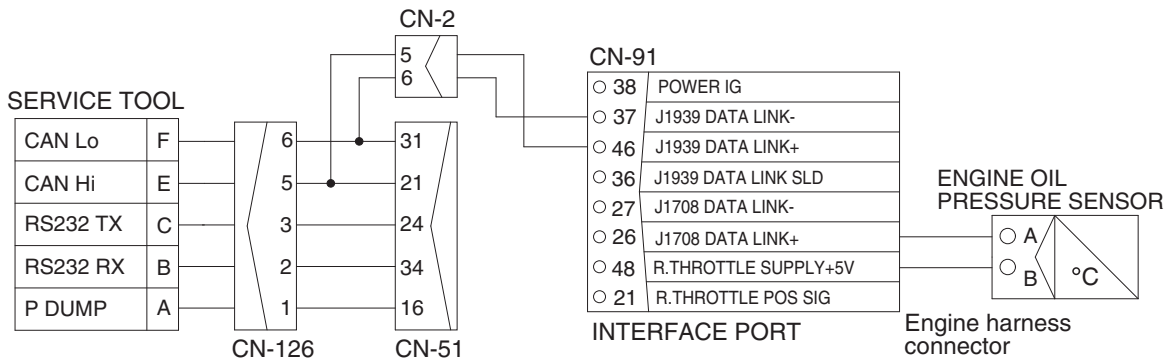 CN-2
5
6
CN-91
38 POWER IG
37 J1939 DATA LINK-
46 J1939 DATA LINK+
36 J1939 DATA LINK SLD
27 J1708 DATA LINK-
26 J1708 DATA LINK+
48 R.THROTTLE SUPPLY+5V
21 R.THROTTLE POS SIG
INTERFACE PORT
SERVICE TOOL
CAN Lo F 6 31
CAN Hi E 5 21
RS232 TX C 3 24
RS232 RX B 2 34
P DUMP A 1 16
CN-126 CN-51
ENGINE OIL
PRESSURE SENSOR
A
B °C
Engine harness
connector